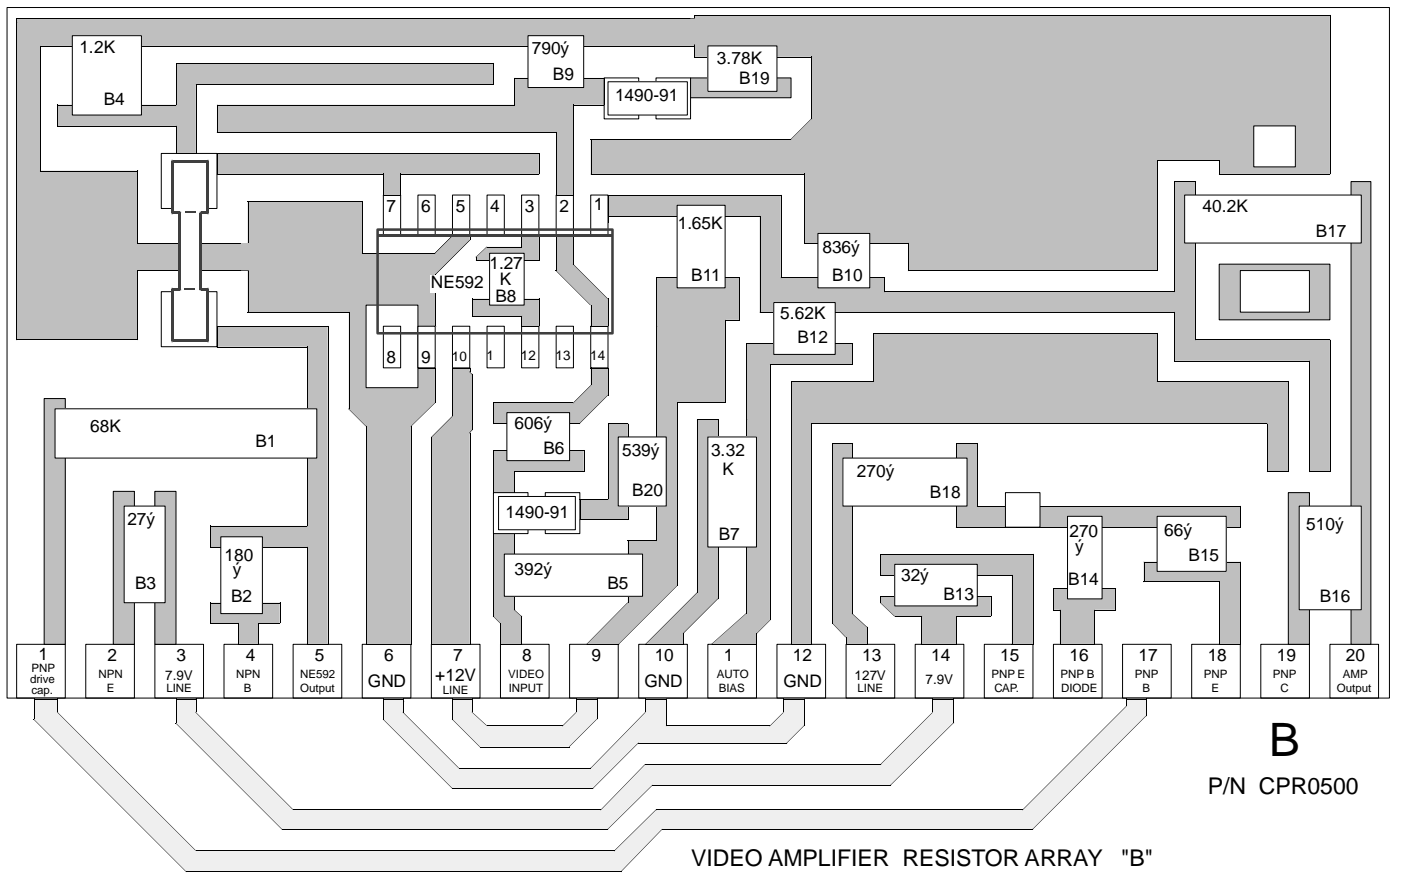 1.2K
B4
790ý
B9
3.78K
B19
1490-91
7 6 5 4 3 2 1
40.2K
B17
1.65K
B11
836ý
B10
NE592
1.27
K
B8
5.62K
B12
8 9 10 1 12 13 14
68K
B1
606ý
B6
539ý
B20
3.32
K
B7
270ý
B18
1490-91
27ý
B3
180
ý
B2
392ý
B5
32ý
B13
270
ý
B14
66ý
B15
510ý
B16
1
PNP
drive
cap.
2
NPN
E
3
7.9V
LINE
4
NPN
B
5
NE592
Output
6
GND
7
+12V
LINE
8
VIDEO
INPUT
9
10
GND
1
AUTO
BIAS
12
GND
13
127V
LINE
14
7.9V
15
PNP E
CAP.
16
PNP B
DIODE
17
PNP
B
18
PNP
E
19
PNP
C
20
AMP
Output
B
P/N CPR0500
VIDEO AMPLIFIER RESISTOR ARRAY "B"